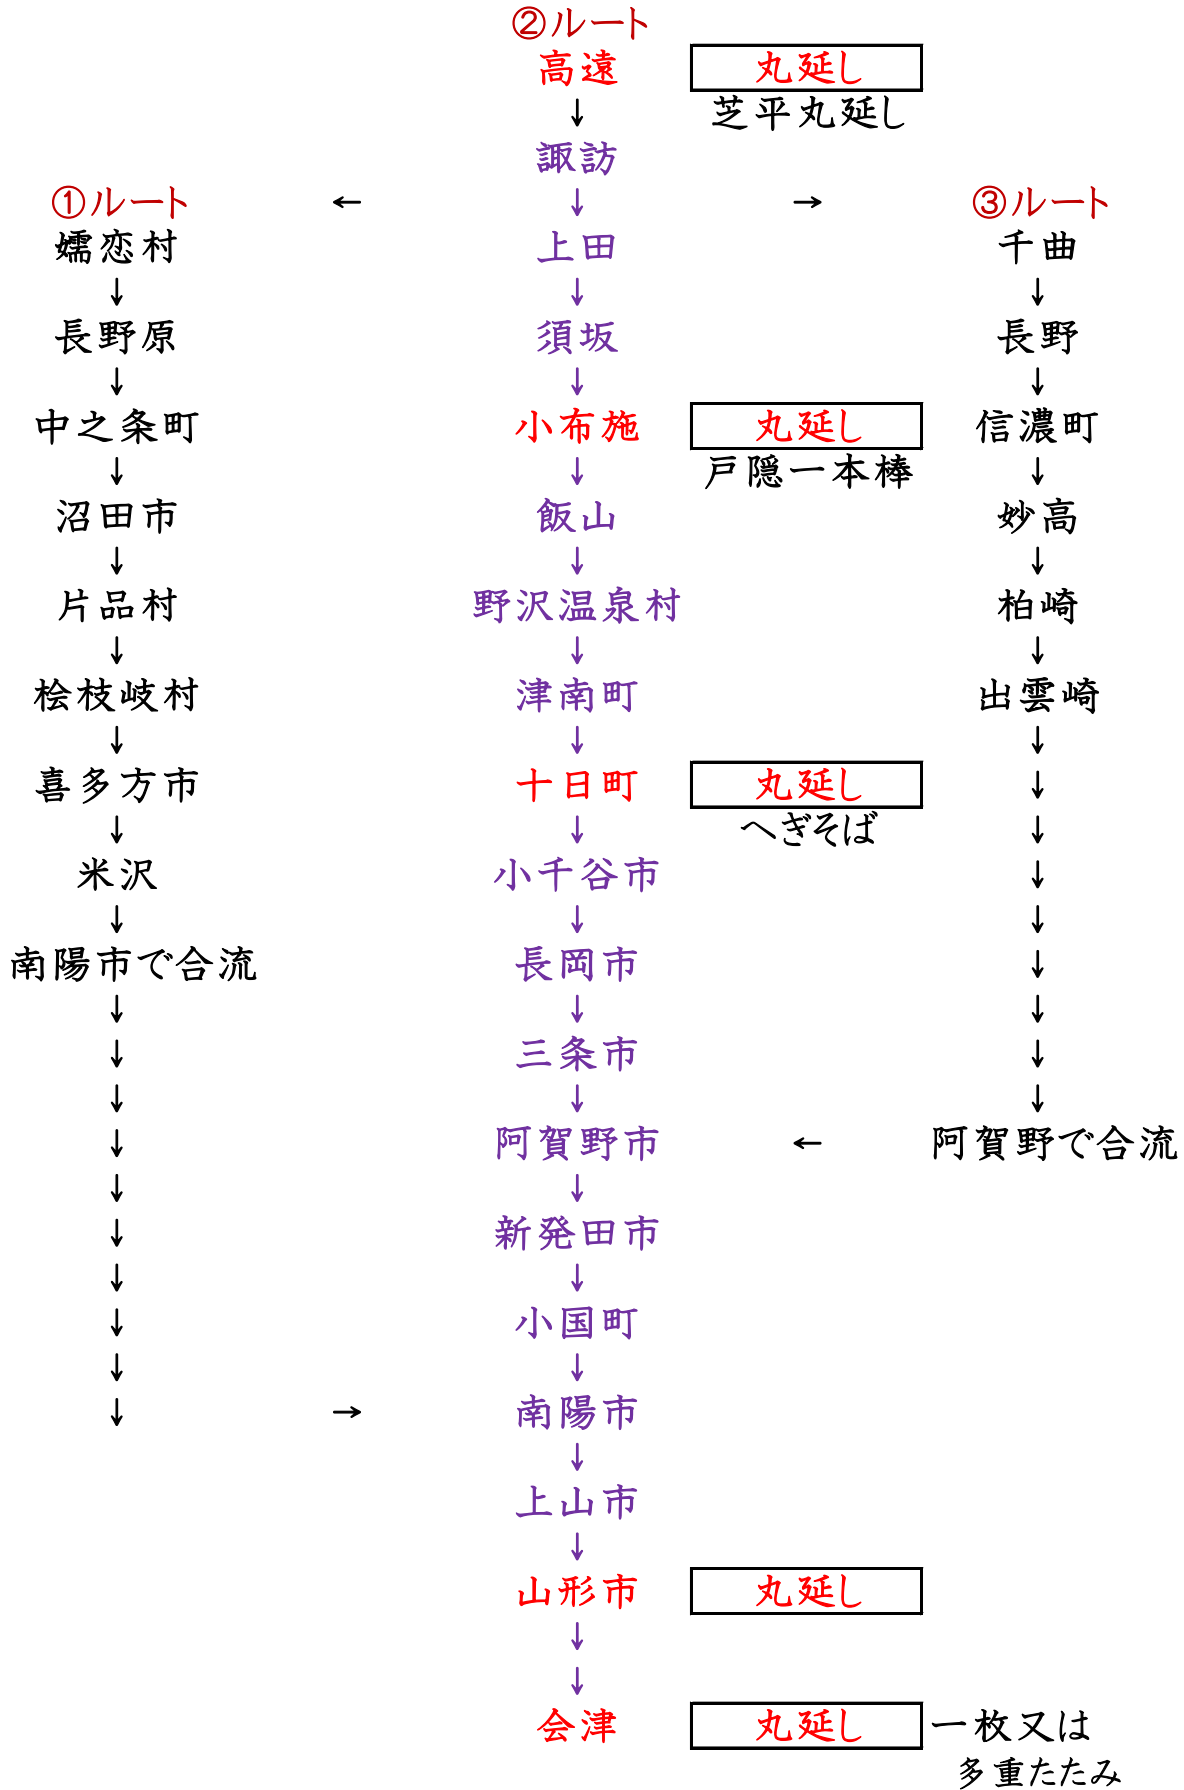 ②ルート
高遠 丸延し
↓ 芝平丸延し
諏訪
①ルート ← ↓ → ③ルート
嬬恋村 上田 千曲
↓ ↓ ↓
長野原 須坂 長野
↓ ↓ ↓
中之条町 小布施 丸延し 信濃町
↓ ↓ 戸隠一本棒 ↓
沼田市 飯山 妙高
↓ ↓ ↓
片品村 野沢温泉村 柏崎
↓ ↓ ↓
桧枝岐村 津南町 出雲崎
↓ ↓ ↓
喜多方市 十日町 丸延し ↓
↓ ↓ へぎそば ↓
米沢 小千谷市 ↓
↓ ↓ ↓
南陽市で合流 長岡市 ↓
↓ ↓ ↓
↓ 三条市 ↓
↓ ↓ ↓
↓ 阿賀野市 ← 阿賀野で合流
↓ ↓
↓ 新発田市
↓ ↓
↓ 小国町
↓ ↓
↓ → 南陽市
↓
上山市
↓
山形市 丸延し
↓
↓
会津 丸延し 一枚又は
多重たたみ